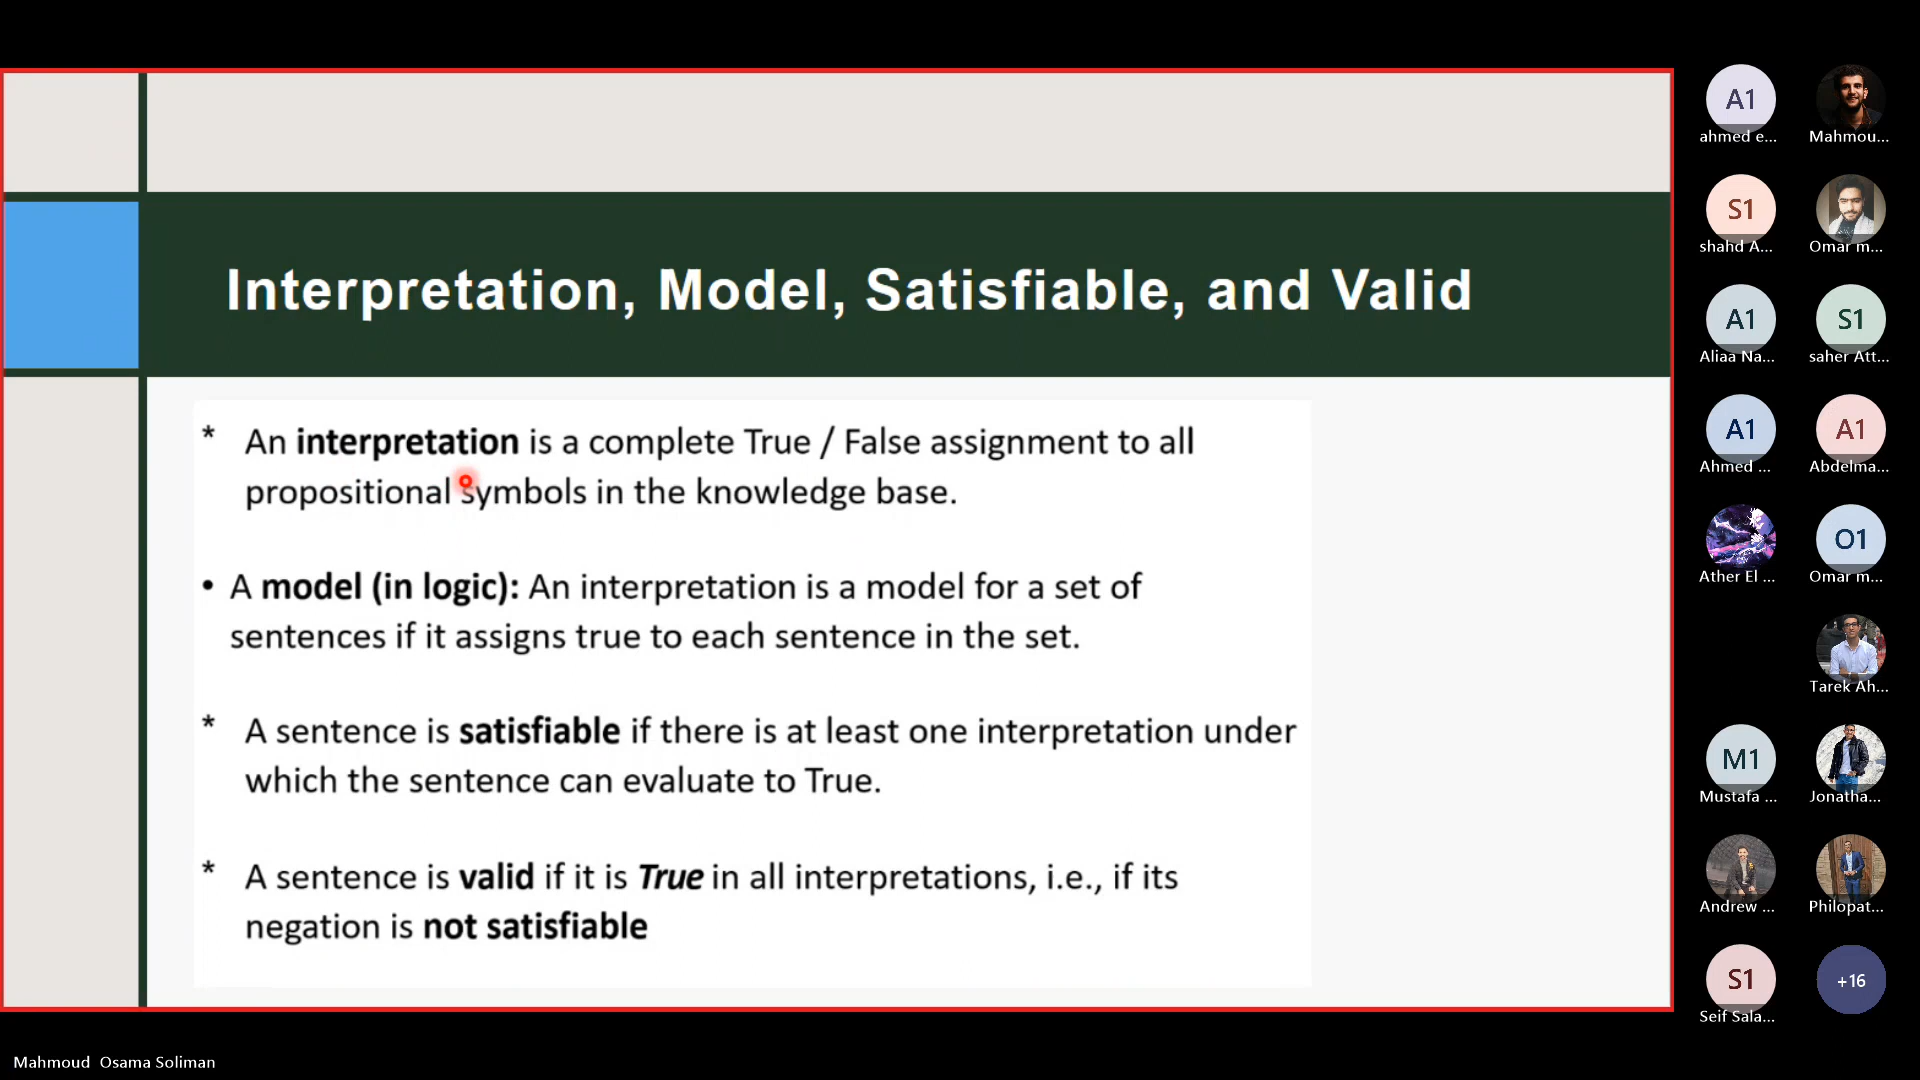 Interpretation, Model, Satisfiable, and Valid
* An interpretation is a complete True / False assignment to all
propositional symbols in the knowledge base.
• A model (in logic): An interpretation is a model for a set of
sentences if it assigns true to each sentence in the set.
* A sentence is satisfiable if there is at least one interpretation under
which the sentence can evaluate to True.
* A sentence is valid if it is True in all interpretations, i.e., if its
negation is not satisfiable
A1
ahmed e... Mahmou...
S1
shahd A... Omar m...
A1 S1
Aliaa Na... saher Att...
A1 A1
Ahmed ... Abdelma...
O1
Ather El ... Omar m...
Tarek Ah...
M1
Mustafa ... Jonatha...
Andrew ... Philopat...
S1 +16
Seif Sala...
Mahmoud Osama Soliman